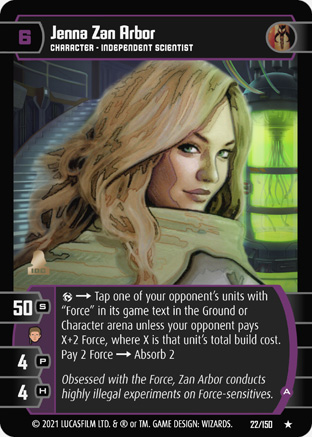 6
Jenna Zan Arbor
CHARACTER - INDEPENDENT SCIENTIST
50 S
4 P
4 H
→ Tap one of your opponent's units with
"Force" in its game text in the Ground or
Character arena unless your opponent pays
X+2 Force, where X is that unit's total build cost.
Pay 2 Force → Absorb 2
Obsessed with the Force, Zan Arbor conducts
highly illegal experiments on Force-sensitives.
A
© 2021 LUCASFILM LTD. & ® or TM. GAME DESIGN: WIZARDS. 22/150 ★